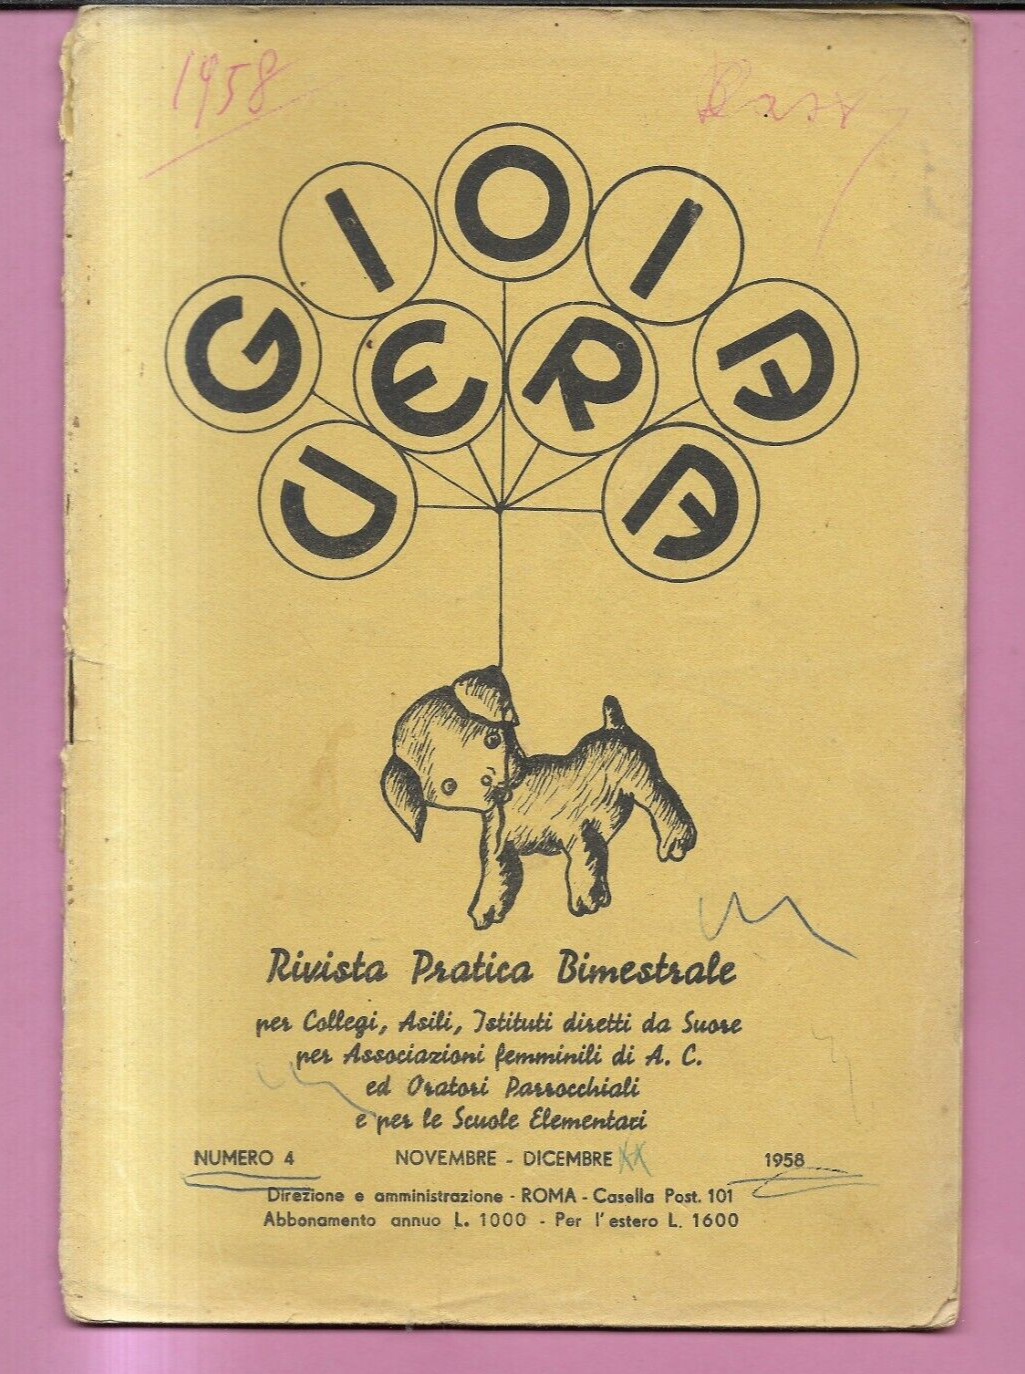 1958
GIOIA
VERA
Rivista Pratica Bimestrale
per Collegi, Asili, Istituti diretti da Suore
per Associazioni femminili di A. C.
ed Oratori Parrocchiali
e per le Scuole Elementari
NUMERO 4 NOVEMBRE - DICEMBRE 1958
Direzione e amministrazione - ROMA - Casella Post. 101
Abbonamento annuo L. 1000 - Per l'estero L. 1600